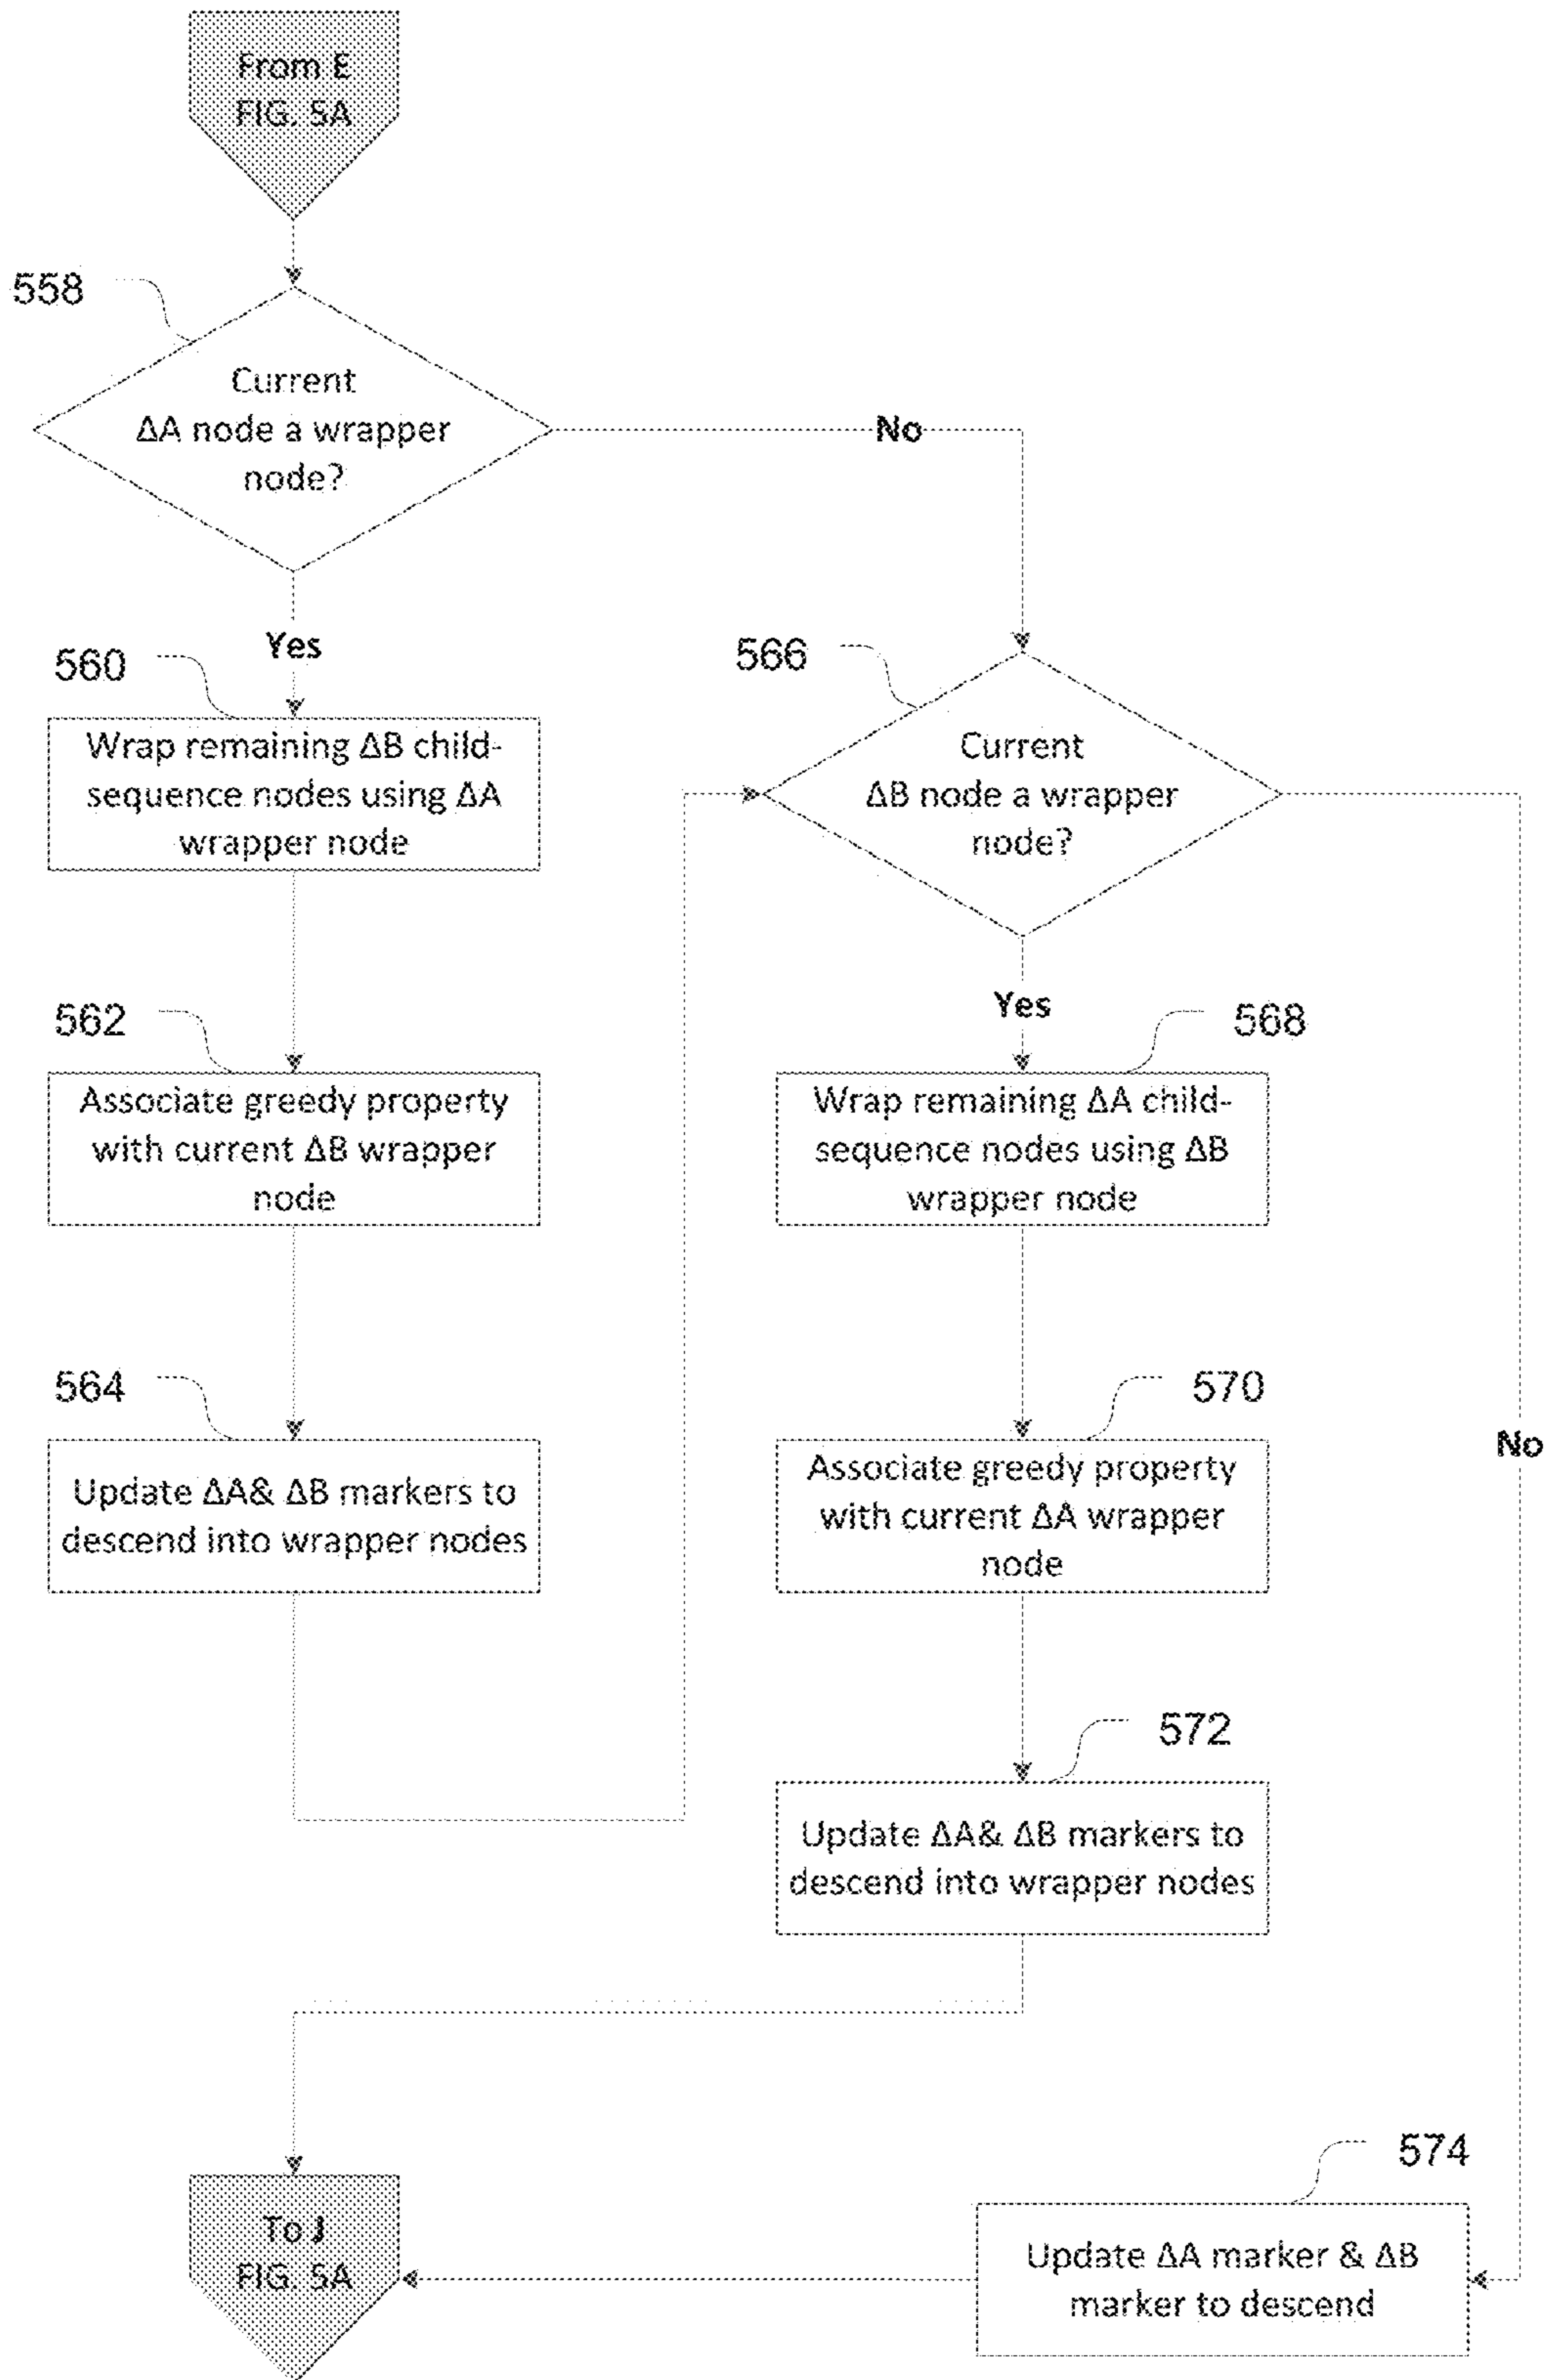 From E
FIG. 5A
558
Current
ΔA node a wrapper
node?
No
Yes
560
Wrap remaining ΔB child-
sequence nodes using ΔA
wrapper node
566
Current
ΔB node a wrapper
node?
562
Associate greedy property
with current ΔB wrapper
node
Yes
568
Wrap remaining ΔA child-
sequence nodes using ΔB
wrapper node
564
Update ΔA& ΔB markers to
descend into wrapper nodes
570
Associate greedy property
with current ΔA wrapper
node
No
572
Update ΔA& ΔB markers to
descend into wrapper nodes
574
Update ΔA marker & ΔB
marker to descend
To J
FIG. 5A